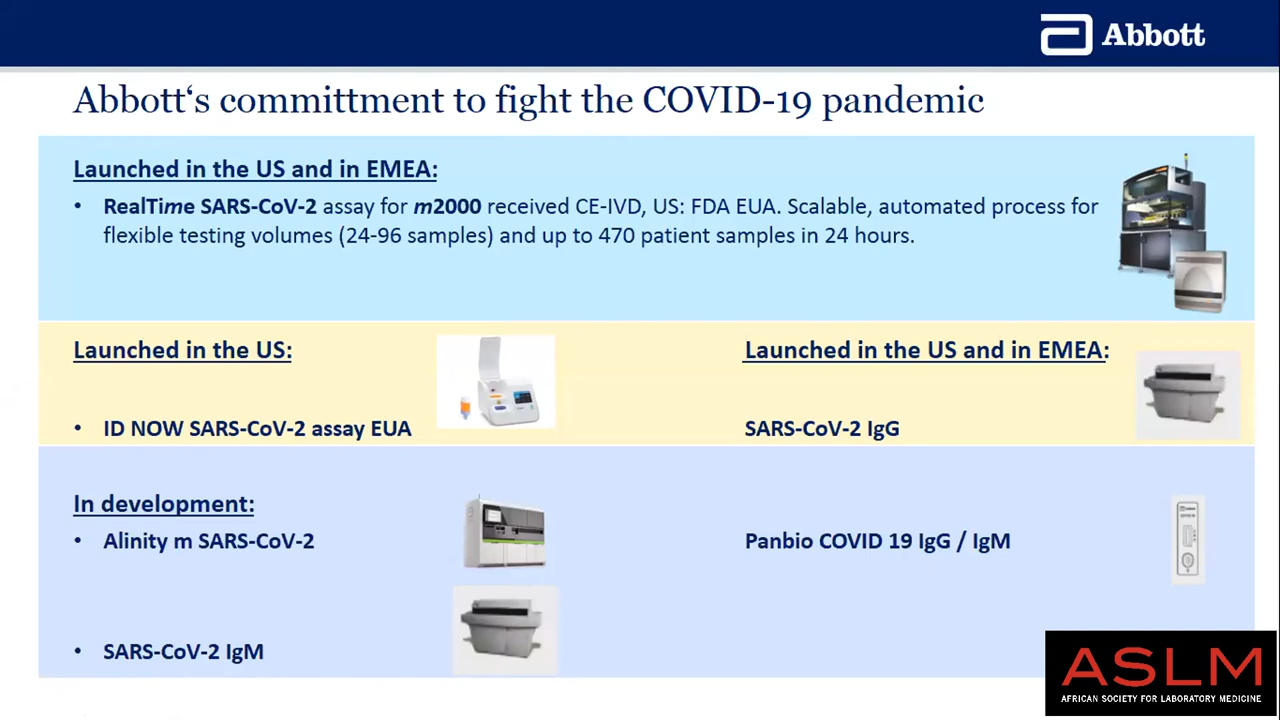 Abbott
Abbott‘s committment to fight the COVID-19 pandemic
Launched in the US and in EMEA:
• RealTime SARS-CoV-2 assay for m2000 received CE-IVD, US: FDA EUA. Scalable, automated process for
flexible testing volumes (24-96 samples) and up to 470 patient samples in 24 hours.
Launched in the US:
• ID NOW SARS-CoV-2 assay EUA
Launched in the US and in EMEA:
SARS-CoV-2 IgG
In development:
• Alinity m SARS-CoV-2
Panbio COVID 19 IgG / IgM
• SARS-CoV-2 IgM
ASLM
AFRICAN SOCIETY FOR LABORATORY MEDICINE